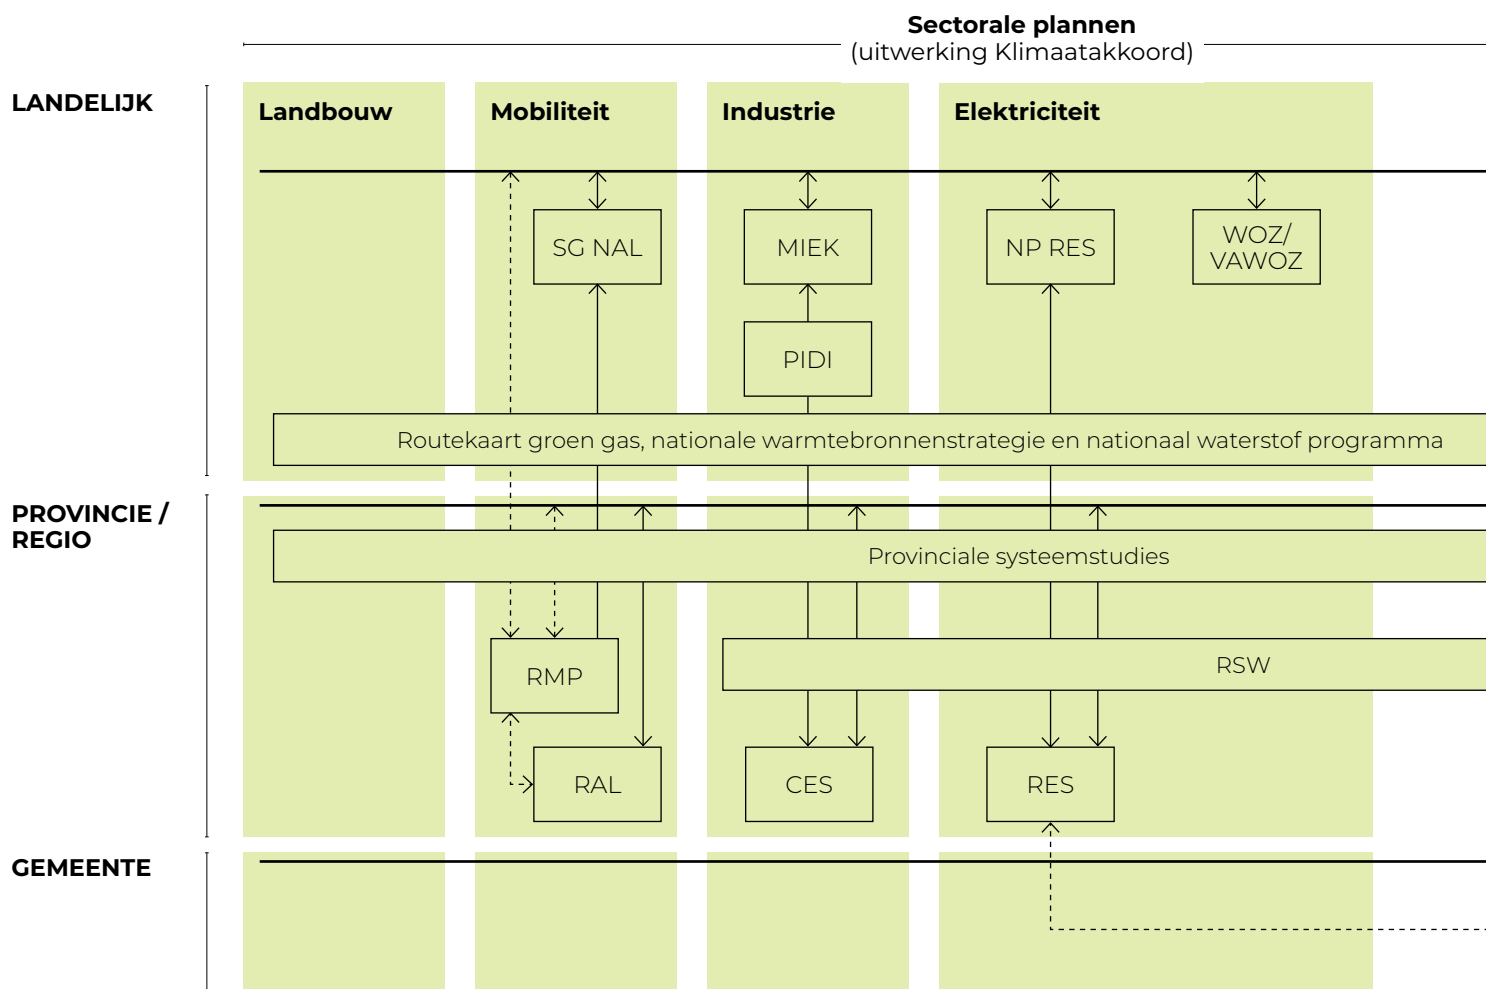 Sectorale plannen
(uitwerking Klimaatakkoord)
LANDELIJK
Landbouw
Mobiliteit
Industrie
Elektriciteit
SG NAL
MIEK
NP RES
WOZ/
VAWOZ
PIDI
Routekaart groen gas, nationale warmtebronnenstrategie en nationaal waterstof programma
PROVINCIE /
REGIO
Provinciale systeemstudies
RSW
RMP
RAL
CES
RES
GEMEENTE